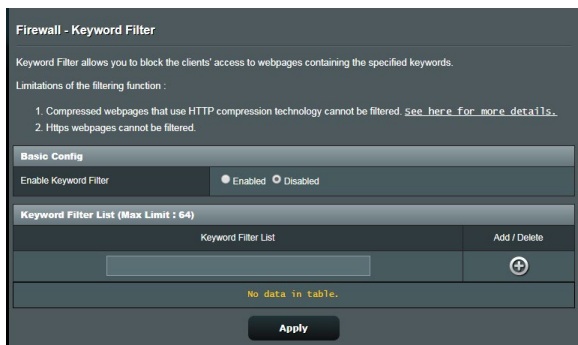 Firewall - Keyword Filter
Keyword Filter allows you to block the clients' access to webpages containing the specified keywords.
Limitations of the filtering function :
1. Compressed webpages that use HTTP compression technology cannot be filtered. See here for more details.
2. Https webpages cannot be filtered.
Basic Config
Enable Keyword Filter Enabled Disabled
Keyword Filter List (Max Limit : 64)
Keyword Filter List Add / Delete
No data in table.
Apply